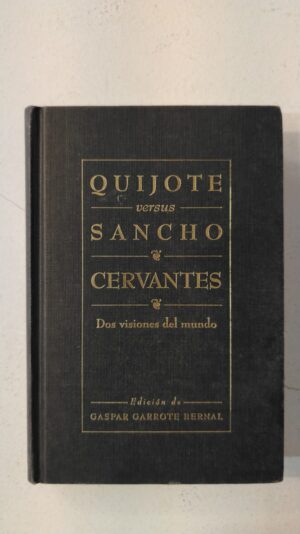 QUIJOTE
versus
SANCHO
CERVANTES
Dos visiones del mundo
Edición de
GASPAR GARROTE BERNAL